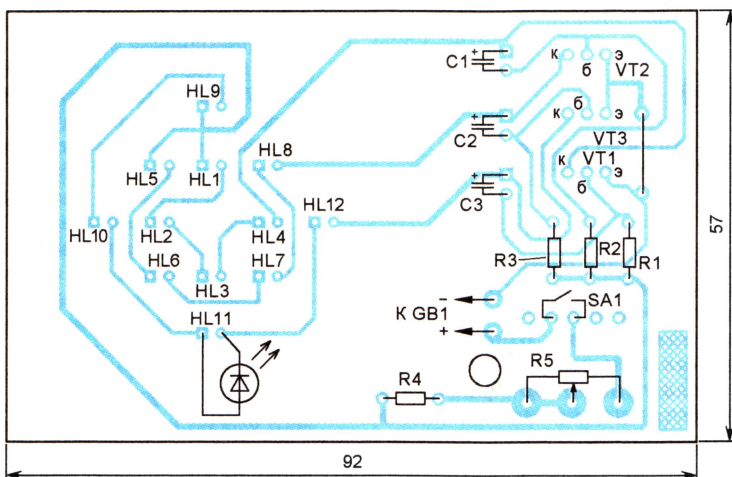 C1
+
к
б
э
VT2
HL9
C2
+
к
б
э
VT3
HL5
HL1
HL8
C3
+
к
б
э
VT1
HL10
HL2
HL4
HL12
HL6
HL3
HL7
R3
R2
R1
57
HL11
К GB1
−
+
SA1
R4
R5
92